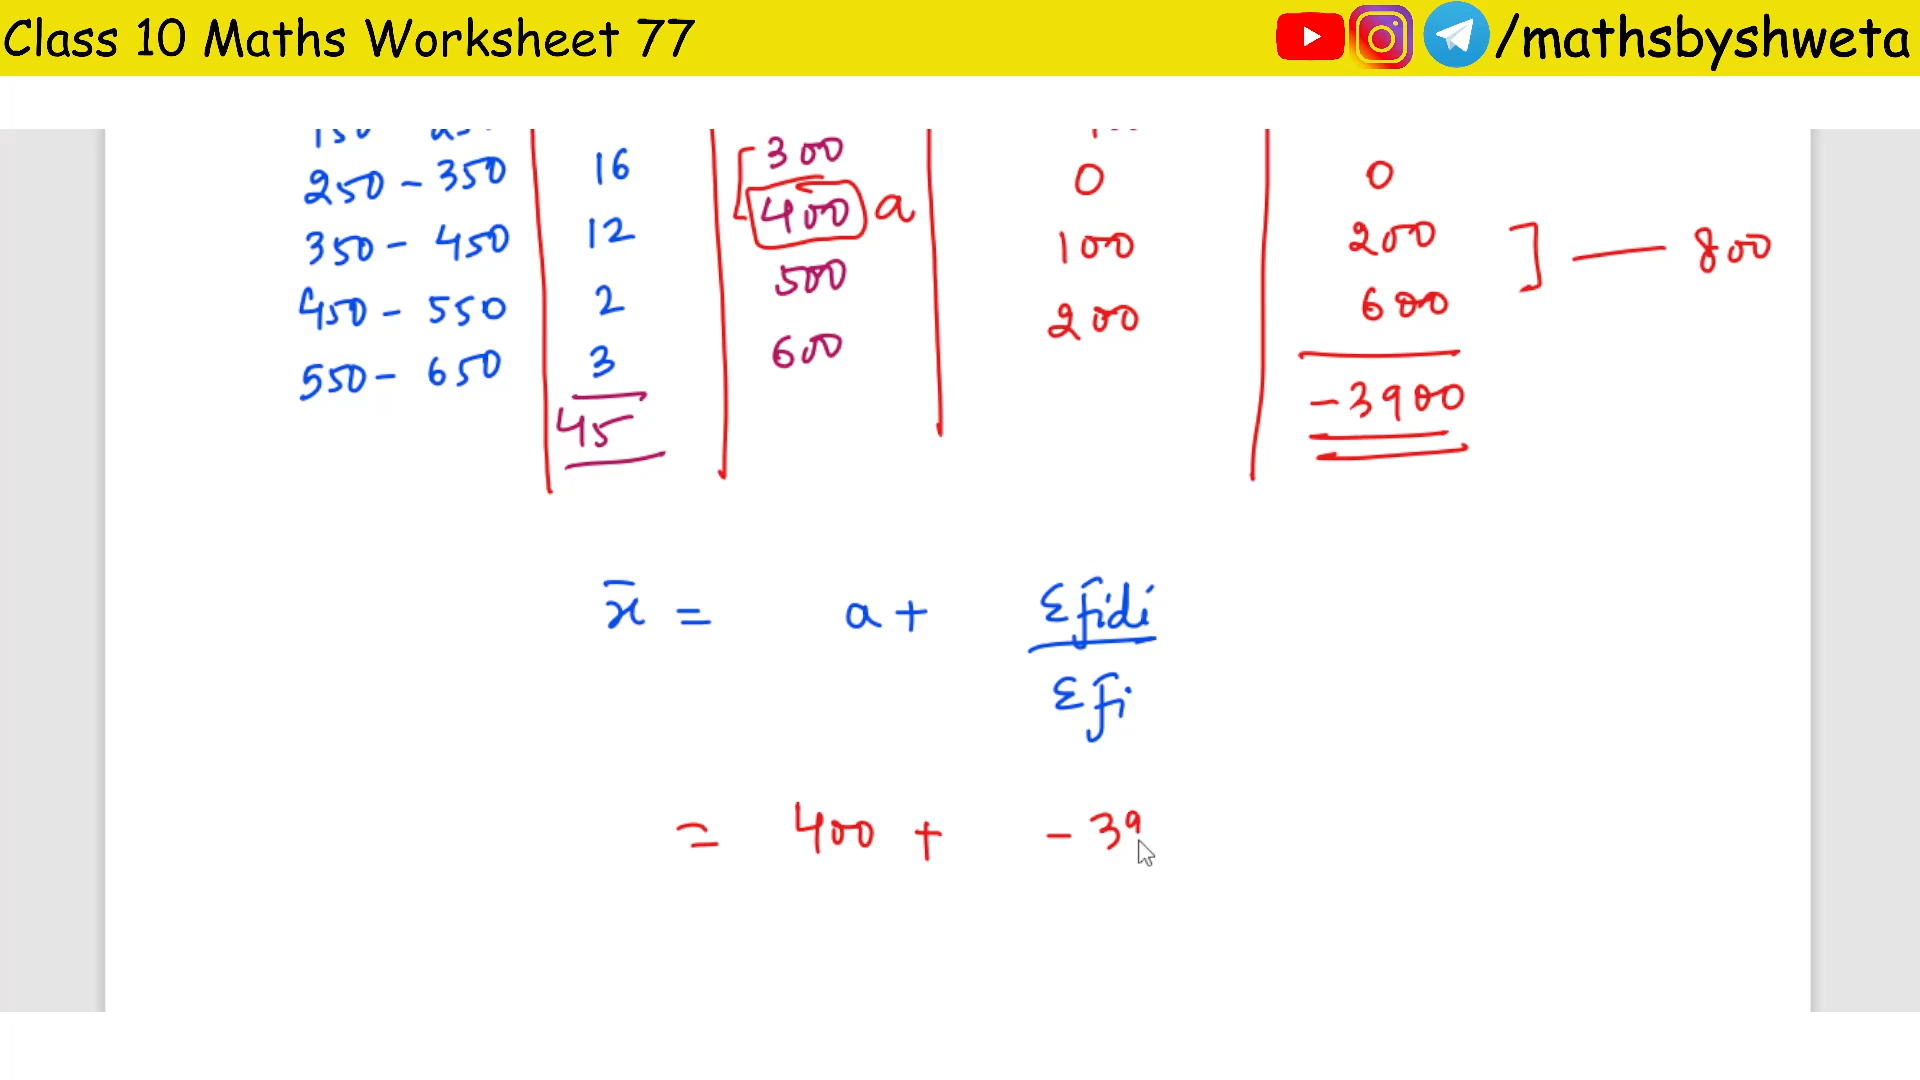 Class 10 Maths Worksheet 77 /mathsbyshweta
300
250 - 350 16 0 0
400 a
350 - 450 12 100 200
800
500
450 - 550 2 200 600
600
550 - 650 3
-3900
45
x̄ = a + Σfidi
Σfi
= 400 + - 39